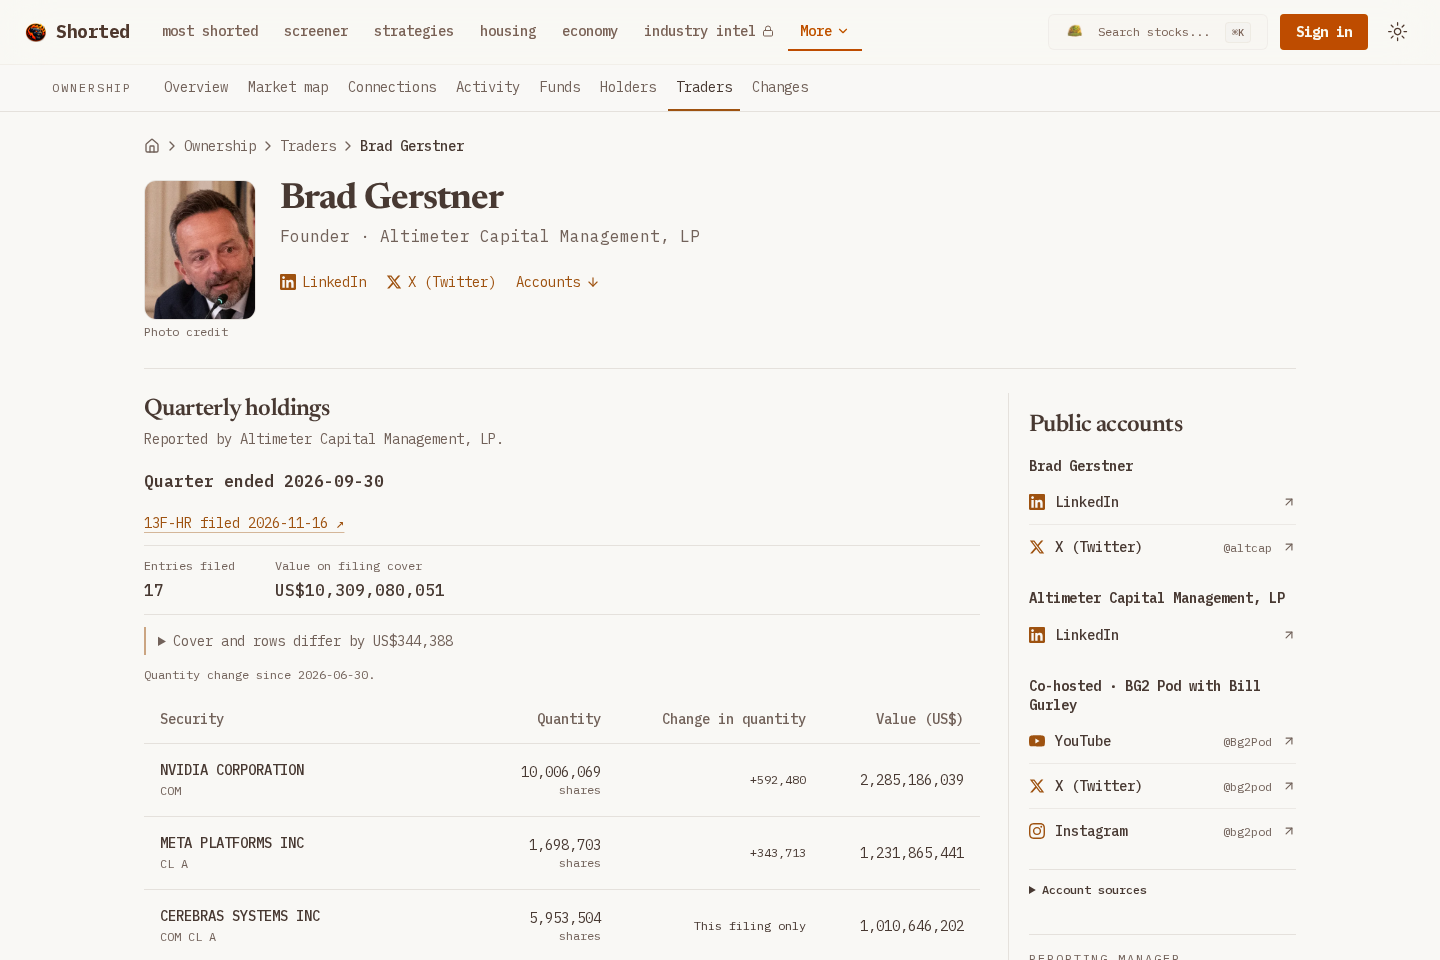 Shorted
most shorted
screener
strategies
housing
economy
industry intel
More
Search stocks...
⌘K
Sign in
OWNERSHIP
Overview
Market map
Connections
Activity
Funds
Holders
Traders
Changes
Ownership
Traders
Brad Gerstner
Brad Gerstner
Founder · Altimeter Capital Management, LP
LinkedIn
X (Twitter)
Accounts ↓
Photo credit
Quarterly holdings
Reported by Altimeter Capital Management, LP.
Quarter ended 2026-09-30
13F-HR filed 2026-11-16 ↗
Entries filed
17
Value on filing cover
US$10,309,080,051
Cover and rows differ by US$344,388
Quantity change since 2026-06-30.
Security Quantity Change in quantity Value (US$)
NVIDIA CORPORATION
COM
10,006,069
shares
+592,480
2,285,186,039
META PLATFORMS INC
CL A
1,698,703
shares
+343,713
1,231,865,441
CEREBRAS SYSTEMS INC
COM CL A
5,953,504
shares
This filing only
1,010,646,202
Public accounts
Brad Gerstner
LinkedIn
X (Twitter) @altcap
Altimeter Capital Management, LP
LinkedIn
Co-hosted · BG2 Pod with Bill
Gurley
YouTube @Bg2Pod
X (Twitter) @bg2pod
Instagram @bg2pod
Account sources
REPORTING MANAGER